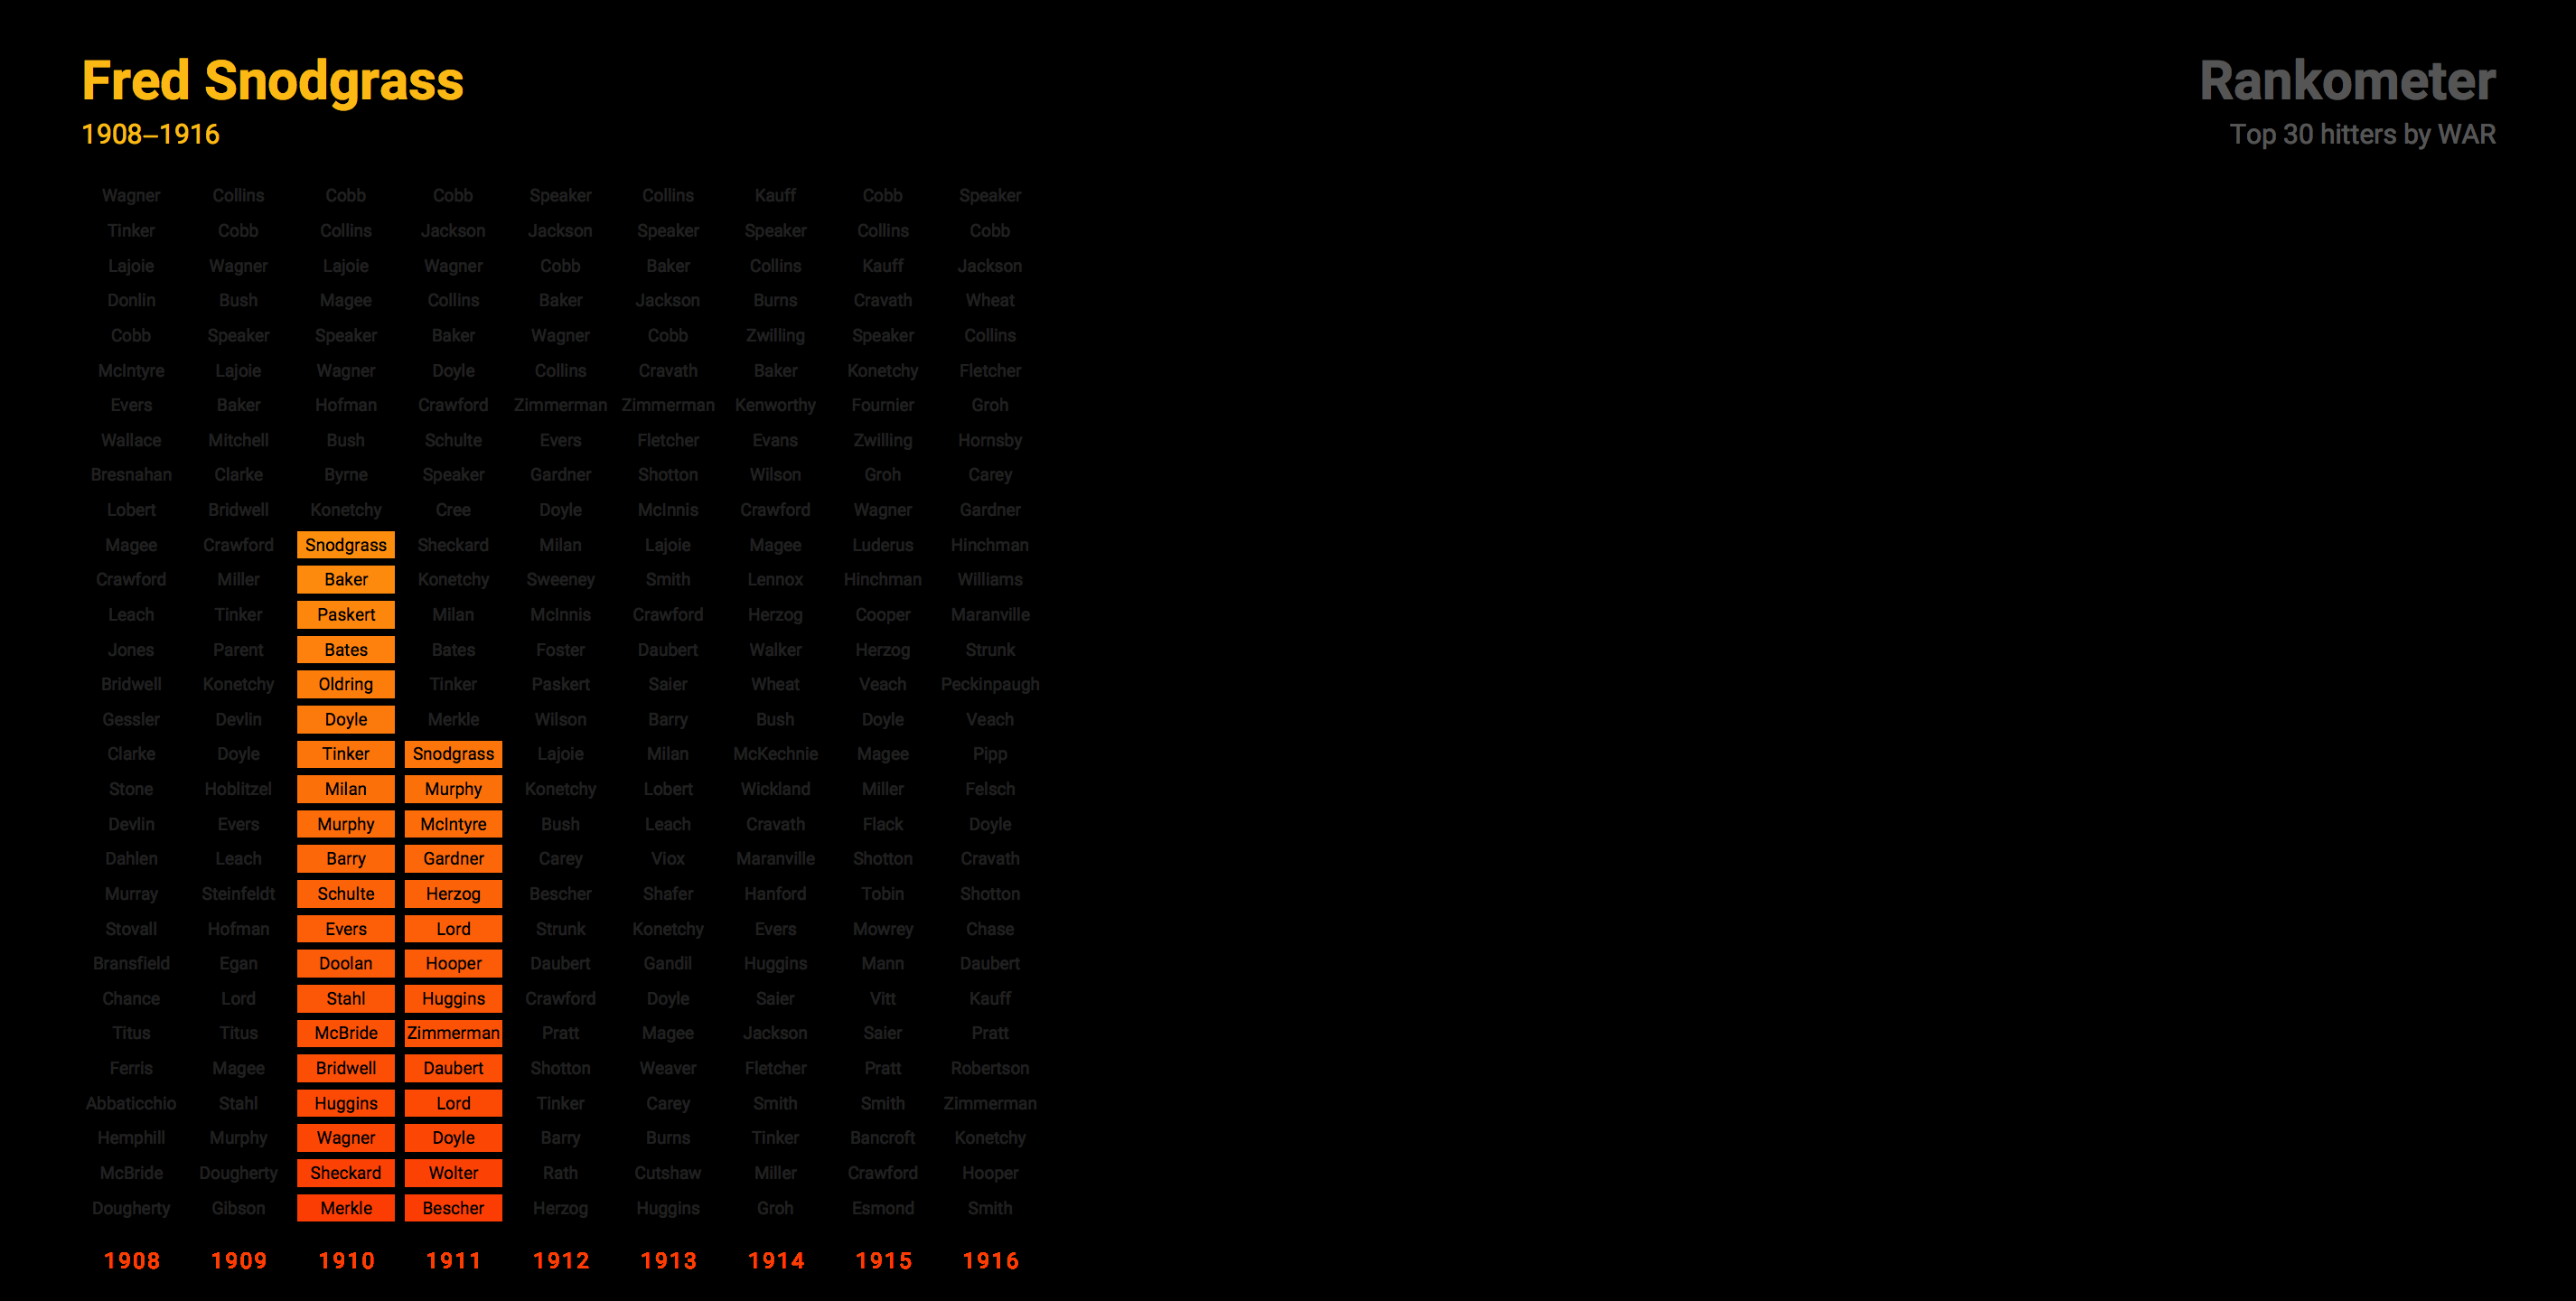 Fred Snodgrass
1908–1916
Rankometer
Top 30 hitters by WAR
Wagner Collins Cobb Cobb Speaker Collins Kauff Cobb Speaker
Tinker Cobb Collins Jackson Jackson Speaker Speaker Collins Cobb
Lajoie Wagner Lajoie Wagner Cobb Baker Collins Kauff Jackson
Donlin Bush Magee Collins Baker Jackson Burns Cravath Wheat
Cobb Speaker Speaker Baker Wagner Cobb Zwilling Speaker Collins
McIntyre Lajoie Wagner Doyle Collins Cravath Baker Konetchy Fletcher
Evers Baker Hofman Crawford Zimmerman Zimmerman Kenworthy Fournier Groh
Wallace Mitchell Bush Schulte Evers Fletcher Evans Zwilling Hornsby
Bresnahan Clarke Byrne Speaker Gardner Shotton Wilson Groh Carey
Lobert Bridwell Konetchy Cree Doyle McInnis Crawford Wagner Gardner
Magee Crawford Snodgrass Sheckard Milan Lajoie Magee Luderus Hinchman
Crawford Miller Baker Konetchy Sweeney Smith Lennox Hinchman Williams
Leach Tinker Paskert Milan McInnis Crawford Herzog Cooper Maranville
Jones Parent Bates Bates Foster Daubert Walker Herzog Strunk
Bridwell Konetchy Oldring Tinker Paskert Saier Wheat Veach Peckinpaugh
Gessler Devlin Doyle Merkle Wilson Barry Bush Doyle Veach
Clarke Doyle Tinker Snodgrass Lajoie Milan McKechnie Magee Pipp
Stone Hoblitzel Milan Murphy Konetchy Lobert Wickland Miller Felsch
Devlin Evers Murphy McIntyre Bush Leach Cravath Flack Doyle
Dahlen Leach Barry Gardner Carey Viox Maranville Shotton Cravath
Murray Steinfeldt Schulte Herzog Bescher Shafer Hanford Tobin Shotton
Stovall Hofman Evers Lord Strunk Konetchy Evers Mowrey Chase
Bransfield Egan Doolan Hooper Daubert Gandil Huggins Mann Daubert
Chance Lord Stahl Huggins Crawford Doyle Saier Vitt Kauff
Titus Titus McBride Zimmerman Pratt Magee Jackson Saier Pratt
Ferris Magee Bridwell Daubert Shotton Weaver Fletcher Pratt Robertson
Abbaticchio Stahl Huggins Lord Tinker Carey Smith Smith Zimmerman
Hemphill Murphy Wagner Doyle Barry Burns Tinker Bancroft Konetchy
McBride Dougherty Sheckard Wolter Rath Cutshaw Miller Crawford Hooper
Dougherty Gibson Merkle Bescher Herzog Huggins Groh Esmond Smith
1908 1909 1910 1911 1912 1913 1914 1915 1916